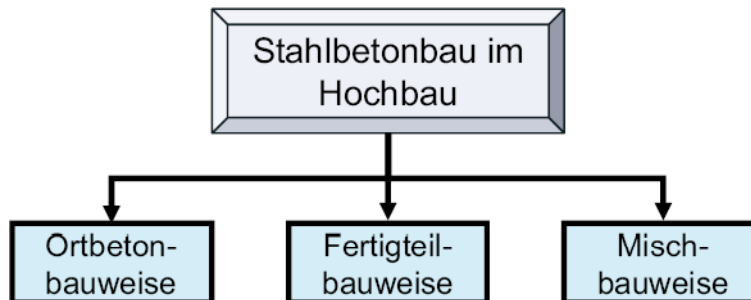 Stahlbetonbau im
Hochbau
Ortbeton-
bauweise
Fertigteil-
bauweise
Misch-
bauweise